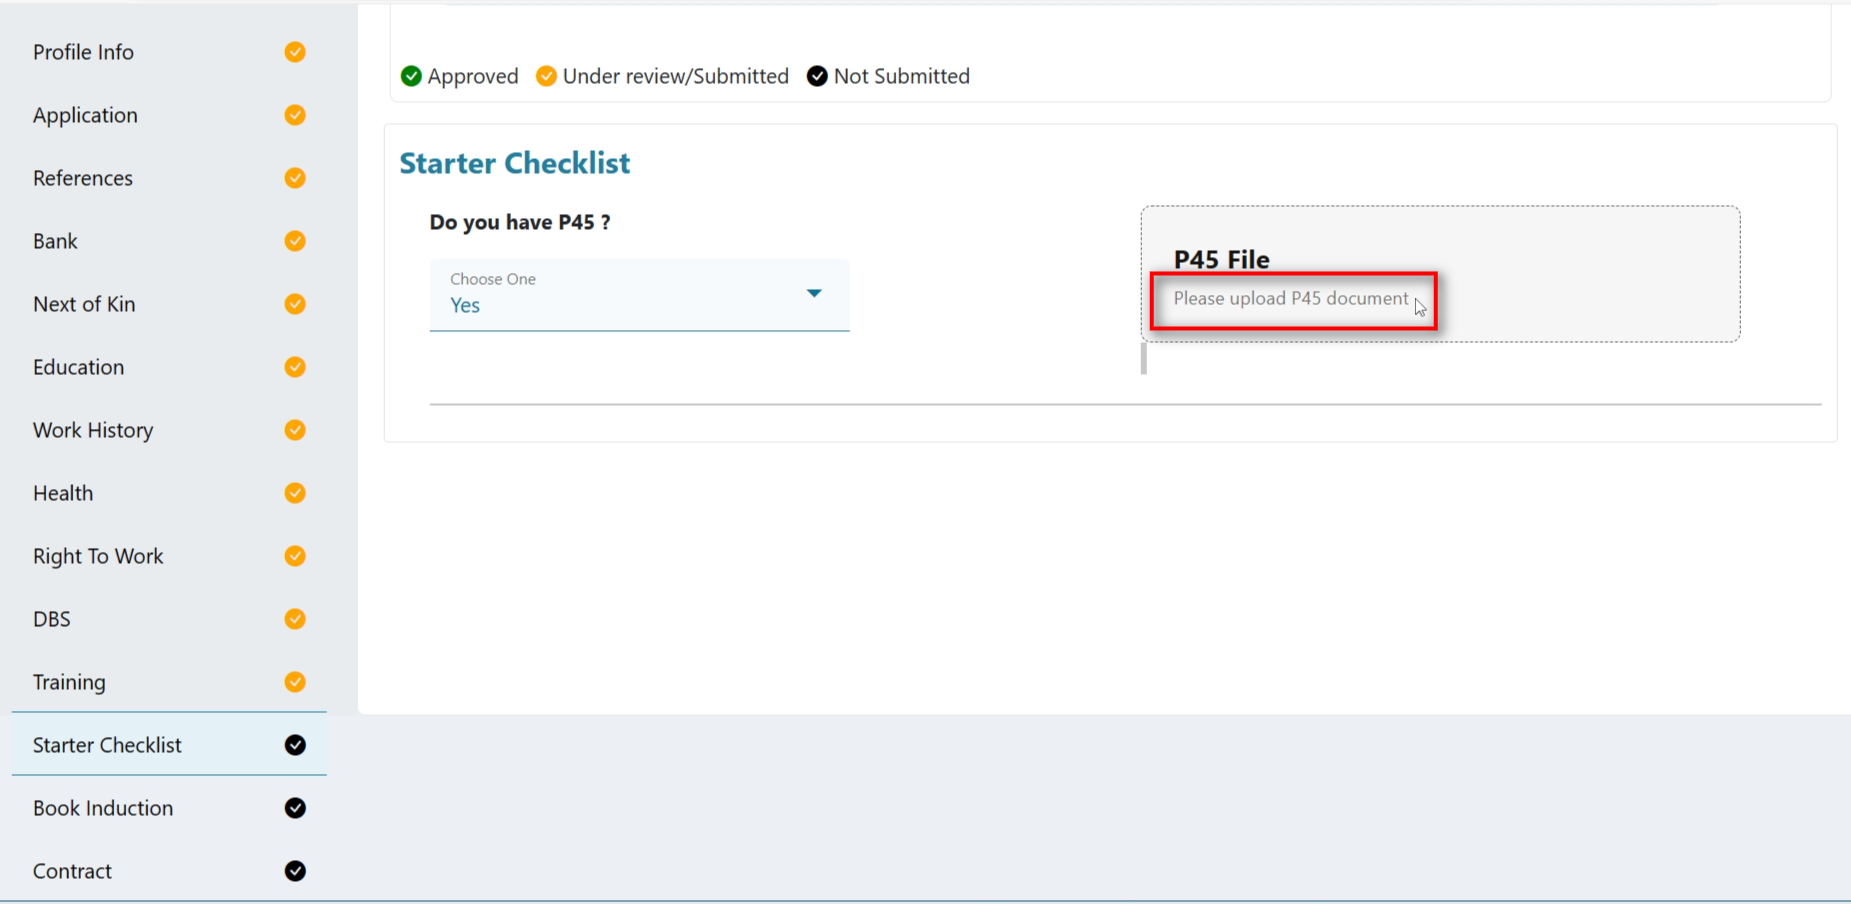 Profile Info
Application
References
Bank
Next of Kin
Education
Work History
Health
Right To Work
DBS
Training
Starter Checklist
Book Induction
Contract
Approved Under review/Submitted Not Submitted
Starter Checklist
Do you have P45 ?
Choose One
Yes
P45 File
Please upload P45 document